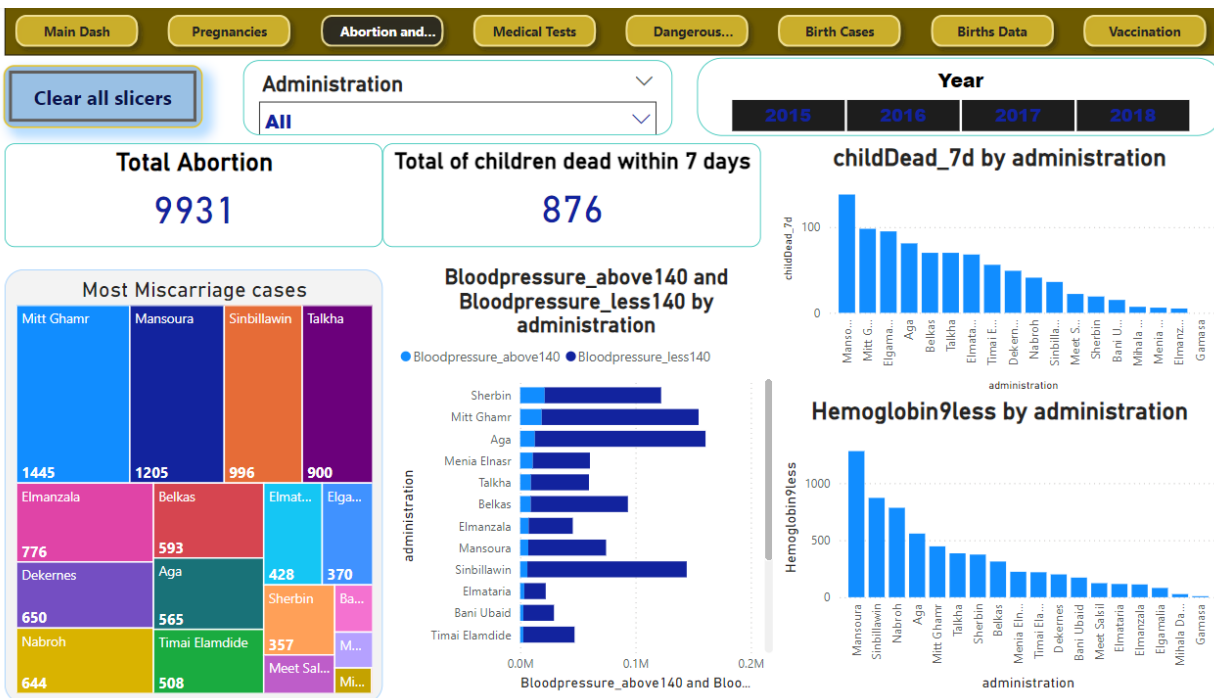 Main Dash
Pregnancies
Abortion and...
Medical Tests
Dangerous...
Birth Cases
Births Data
Vaccination
Clear all slicers
Administration
All
Year
2015
2016
2017
2018
Total Abortion
9931
Total of children dead within 7 days
876
childDead_7d by administration
childDead_7d
100
0
Manso...
Mitt G...
Elgama...
Aga
Belkas
Talkha
Elmata...
Timai E...
Dekern...
Nabroh
Sinbilla...
Meet S...
Sherbin
Bani U...
Mihala ...
Menia ...
Elmanz...
Gamasa
administration
Most Miscarriage cases
Mitt Ghamr
1445
Mansoura
1205
Sinbillawin
996
Talkha
900
Elmanzala
776
Belkas
593
Elmat...
428
Elga...
370
Dekernes
650
Aga
565
Sherbin
357
Ba...
Nabroh
644
Timai Elamdide
508
M...
Meet Sal...
Mi...
Bloodpressure_above140 and
Bloodpressure_less140 by
administration
Bloodpressure_above140
Bloodpressure_less140
administration
Sherbin
Mitt Ghamr
Aga
Menia Elnasr
Talkha
Belkas
Elmanzala
Mansoura
Sinbillawin
Elmataria
Bani Ubaid
Timai Elamdide
0.0M
0.1M
0.2M
Bloodpressure_above140 and Bloo...
Hemoglobin9less by administration
Hemoglobin9less
1000
500
0
Mansoura
Sinbillawin
Nabroh
Aga
Mitt Ghamr
Talkha
Sherbin
Belkas
Menia Eln...
Timai Ela...
Dekernes
Bani Ubaid
Meet Salsil
Elmataria
Elmanzala
Elgamalia
Mihala Da...
Gamasa
administration